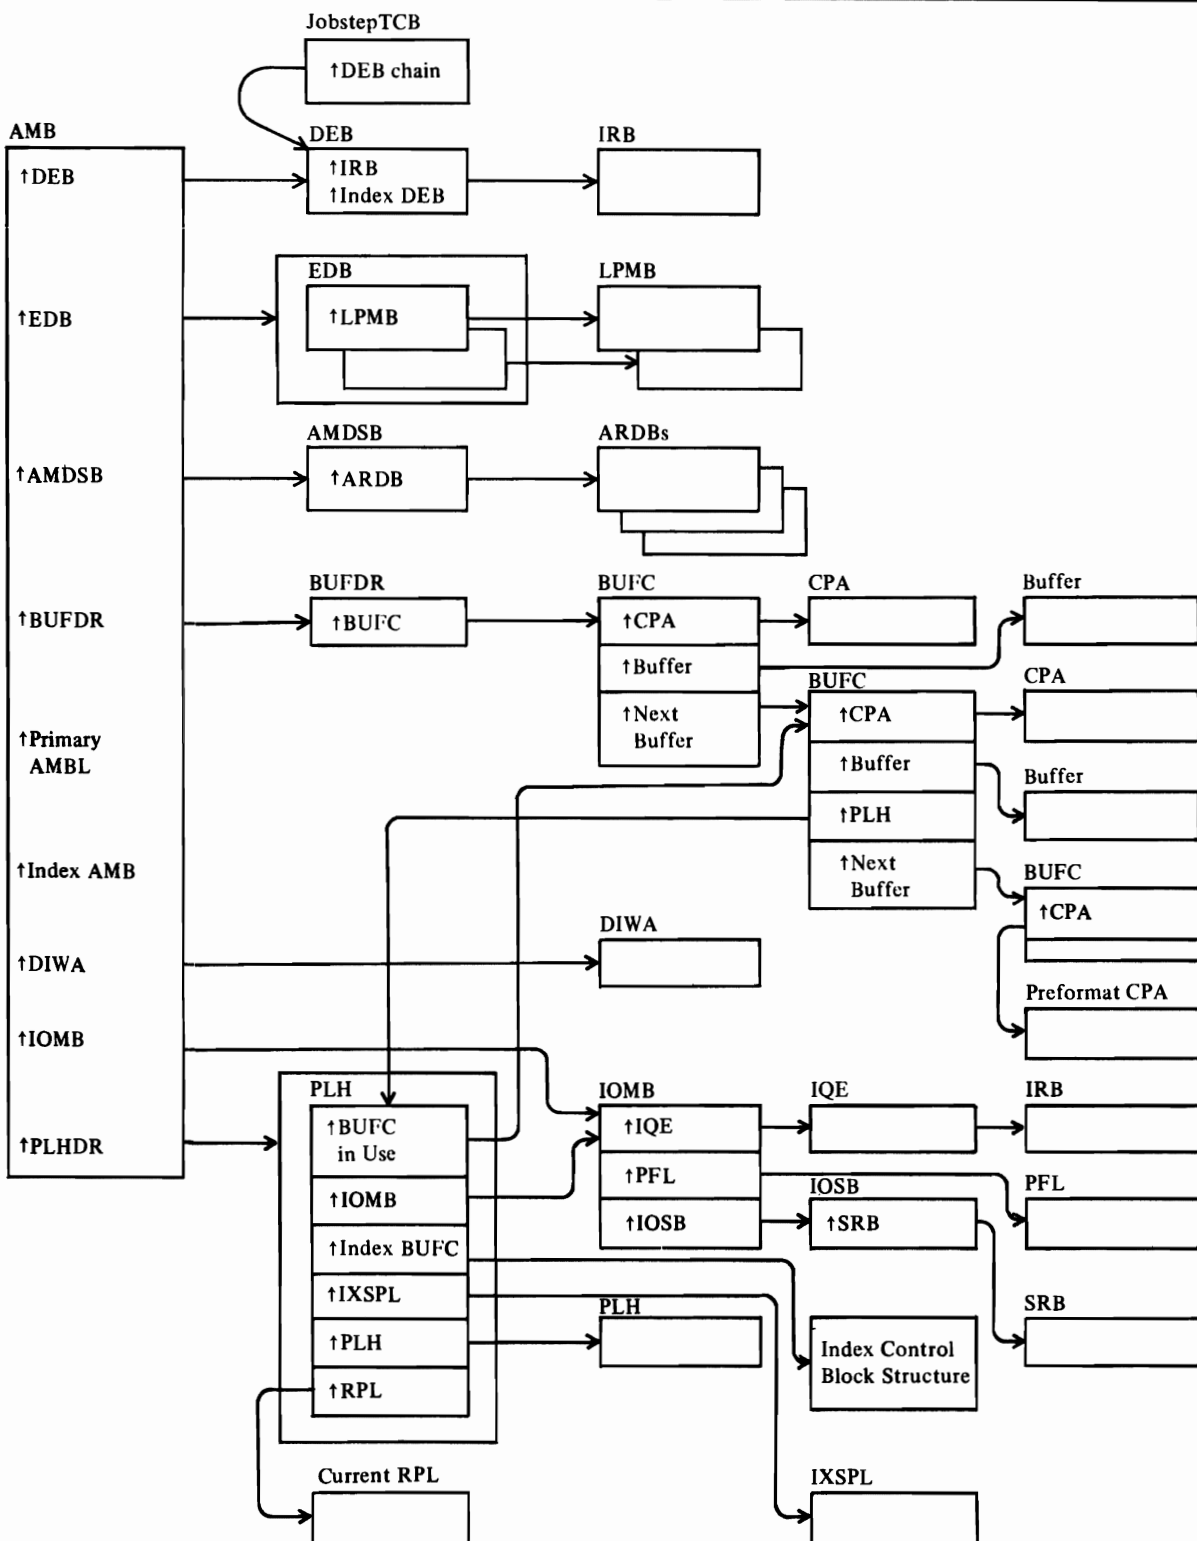 JobstepTCB
↑DEB chain
AMB
DEB
IRB
↑DEB
↑IRB
↑Index DEB
EDB
LPMB
↑EDB
↑LPMB
AMDSB
ARDBs
↑AMDSB
↑ARDB
BUFDR
BUFC
CPA
Buffer
↑BUFDR
↑BUFC
↑CPA
↑Buffer
↑Next
Buffer
BUFC
CPA
↑CPA
↑Primary
AMBL
↑Buffer
Buffer
↑PLH
↑Next
Buffer
↑Index AMB
BUFC
↑CPA
DIWA
↑DIWA
Preformat CPA
↑IOMB
PLH
IOMB
IQE
IRB
↑BUFC
in Use
↑IQE
↑PLHDR
↑PFL
IOSB
PFL
↑IOMB
↑IOSB
↑SRB
↑Index BUFC
↑IXSPL
PLH
SRB
↑PLH
Index Control
Block Structure
↑RPL
Current RPL
IXSPL